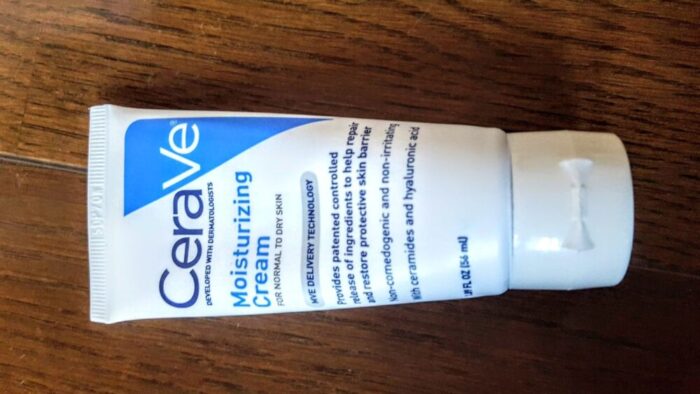 CeraVe
DEVELOPED WITH DERMATOLOGISTS
Moisturizing
Cream
FOR NORMAL TO DRY SKIN
MVE DELIVERY TECHNOLOGY
Provides patented controlled
release of ingredients to help repair
and restore protective skin barrier
Non-comedogenic and non-irritating
With ceramides and hyaluronic acid
FL OZ (56 mL)